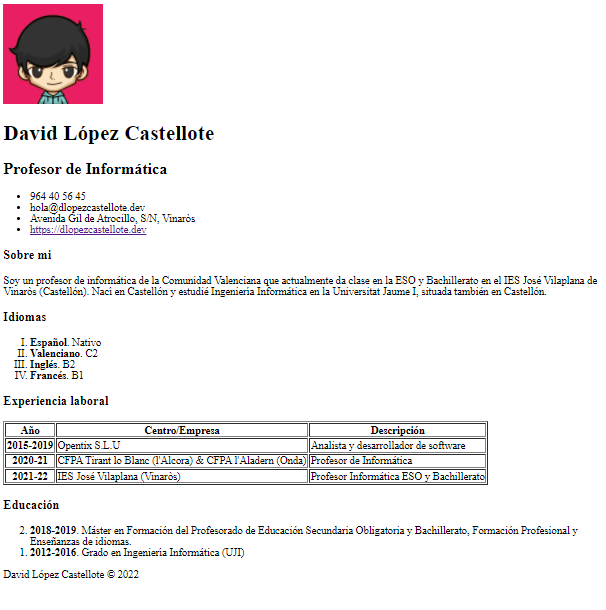 David López Castellote
Profesor de Informática
964 40 56 45
hola@dlopezcastellote.dev
Avenida Gil de Atrocillo, S/N, Vinaròs
https://dlopezcastellote.dev
Sobre mi
Soy un profesor de informática de la Comunidad Valenciana que actualmente da clase en la ESO y Bachillerato en el IES José Vilaplana de
Vinaròs (Castellón). Nací en Castellón y estudié Ingeniería Informática en la Universitat Jaume I, situada también en Castellón.
Idiomas
I. Español. Nativo
II. Valenciano. C2
III. Inglés. B2
IV. Francés. B1
Experiencia laboral
Año Centro/Empresa Descripción
2015-2019 Opentix S.L.U Analista y desarrollador de software
2020-21 CFPA Tirant lo Blanc (l'Alcora) & CFPA l'Aladern (Onda) Profesor de Informática
2021-22 IES José Vilaplana (Vinaròs) Profesor Informática ESO y Bachillerato
Educación
2. 2018-2019. Máster en Formación del Profesorado de Educación Secundaria Obligatoria y Bachillerato, Formación Profesional y
Enseñanzas de idiomas.
1. 2012-2016. Grado en Ingeniería Informática (UJI)
David López Castellote © 2022